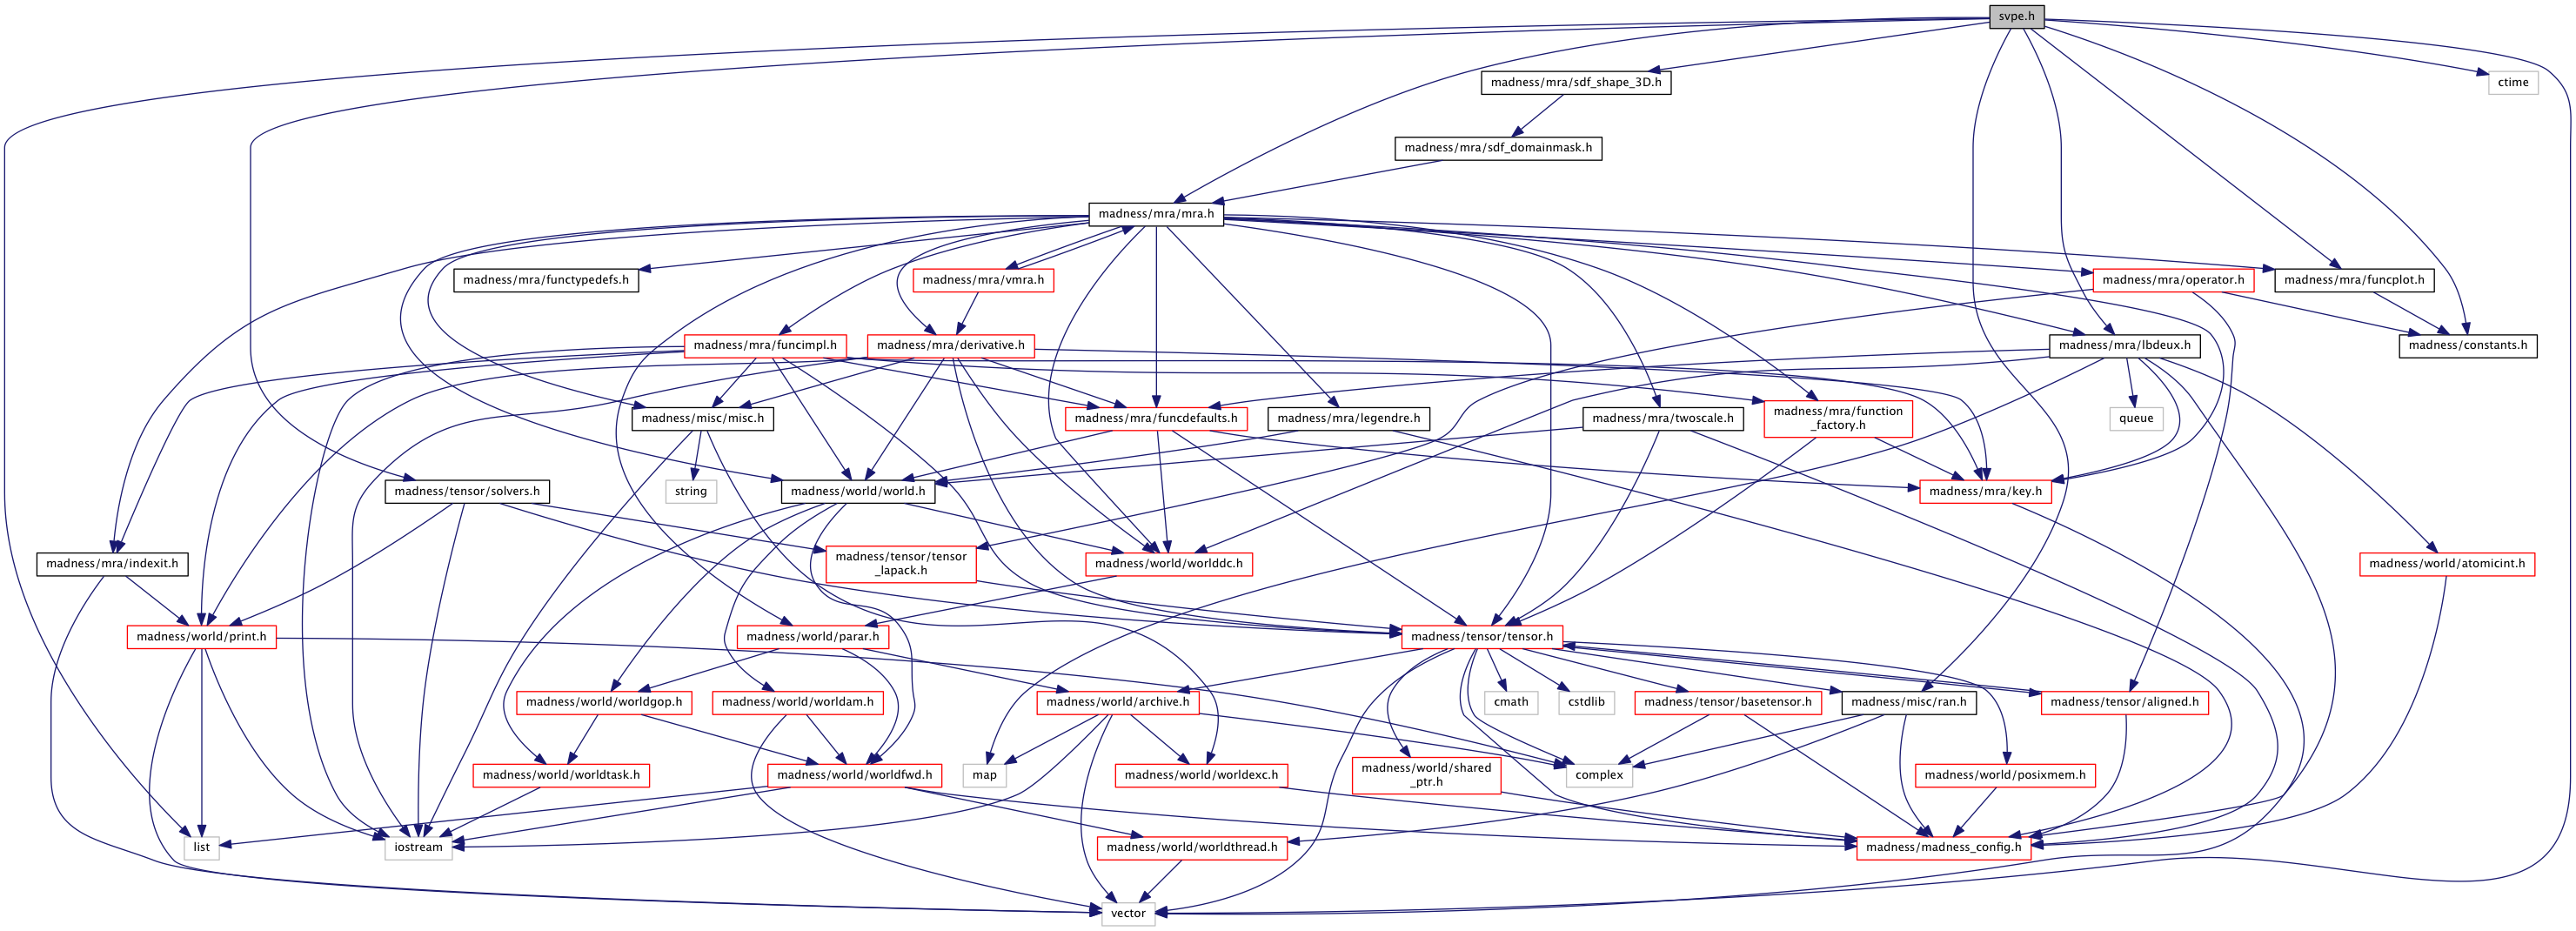 svpe.h
madness/mra/sdf_shape_3D.h
ctime
madness/mra/sdf_domainmask.h
madness/mra/mra.h
madness/mra/functypedefs.h
madness/mra/vmra.h
madness/mra/operator.h
madness/mra/funcplot.h
madness/mra/funcimpl.h
madness/mra/derivative.h
madness/mra/lbdeux.h
madness/constants.h
madness/misc/misc.h
madness/mra/funcdefaults.h
madness/mra/legendre.h
madness/mra/twoscale.h
madness/mra/function
_factory.h
queue
madness/tensor/solvers.h
string
madness/world/world.h
madness/mra/key.h
madness/mra/indexit.h
madness/tensor/tensor
_lapack.h
madness/world/worlddc.h
madness/world/atomicint.h
madness/world/print.h
madness/world/parar.h
madness/tensor/tensor.h
madness/world/worldgop.h
madness/world/worldam.h
madness/world/archive.h
cmath
cstdlib
madness/tensor/basetensor.h
madness/misc/ran.h
madness/tensor/aligned.h
madness/world/worldtask.h
madness/world/worldfwd.h
map
madness/world/worldexc.h
madness/world/shared
_ptr.h
complex
madness/world/posixmem.h
list
iostream
madness/world/worldthread.h
madness/madness_config.h
vector